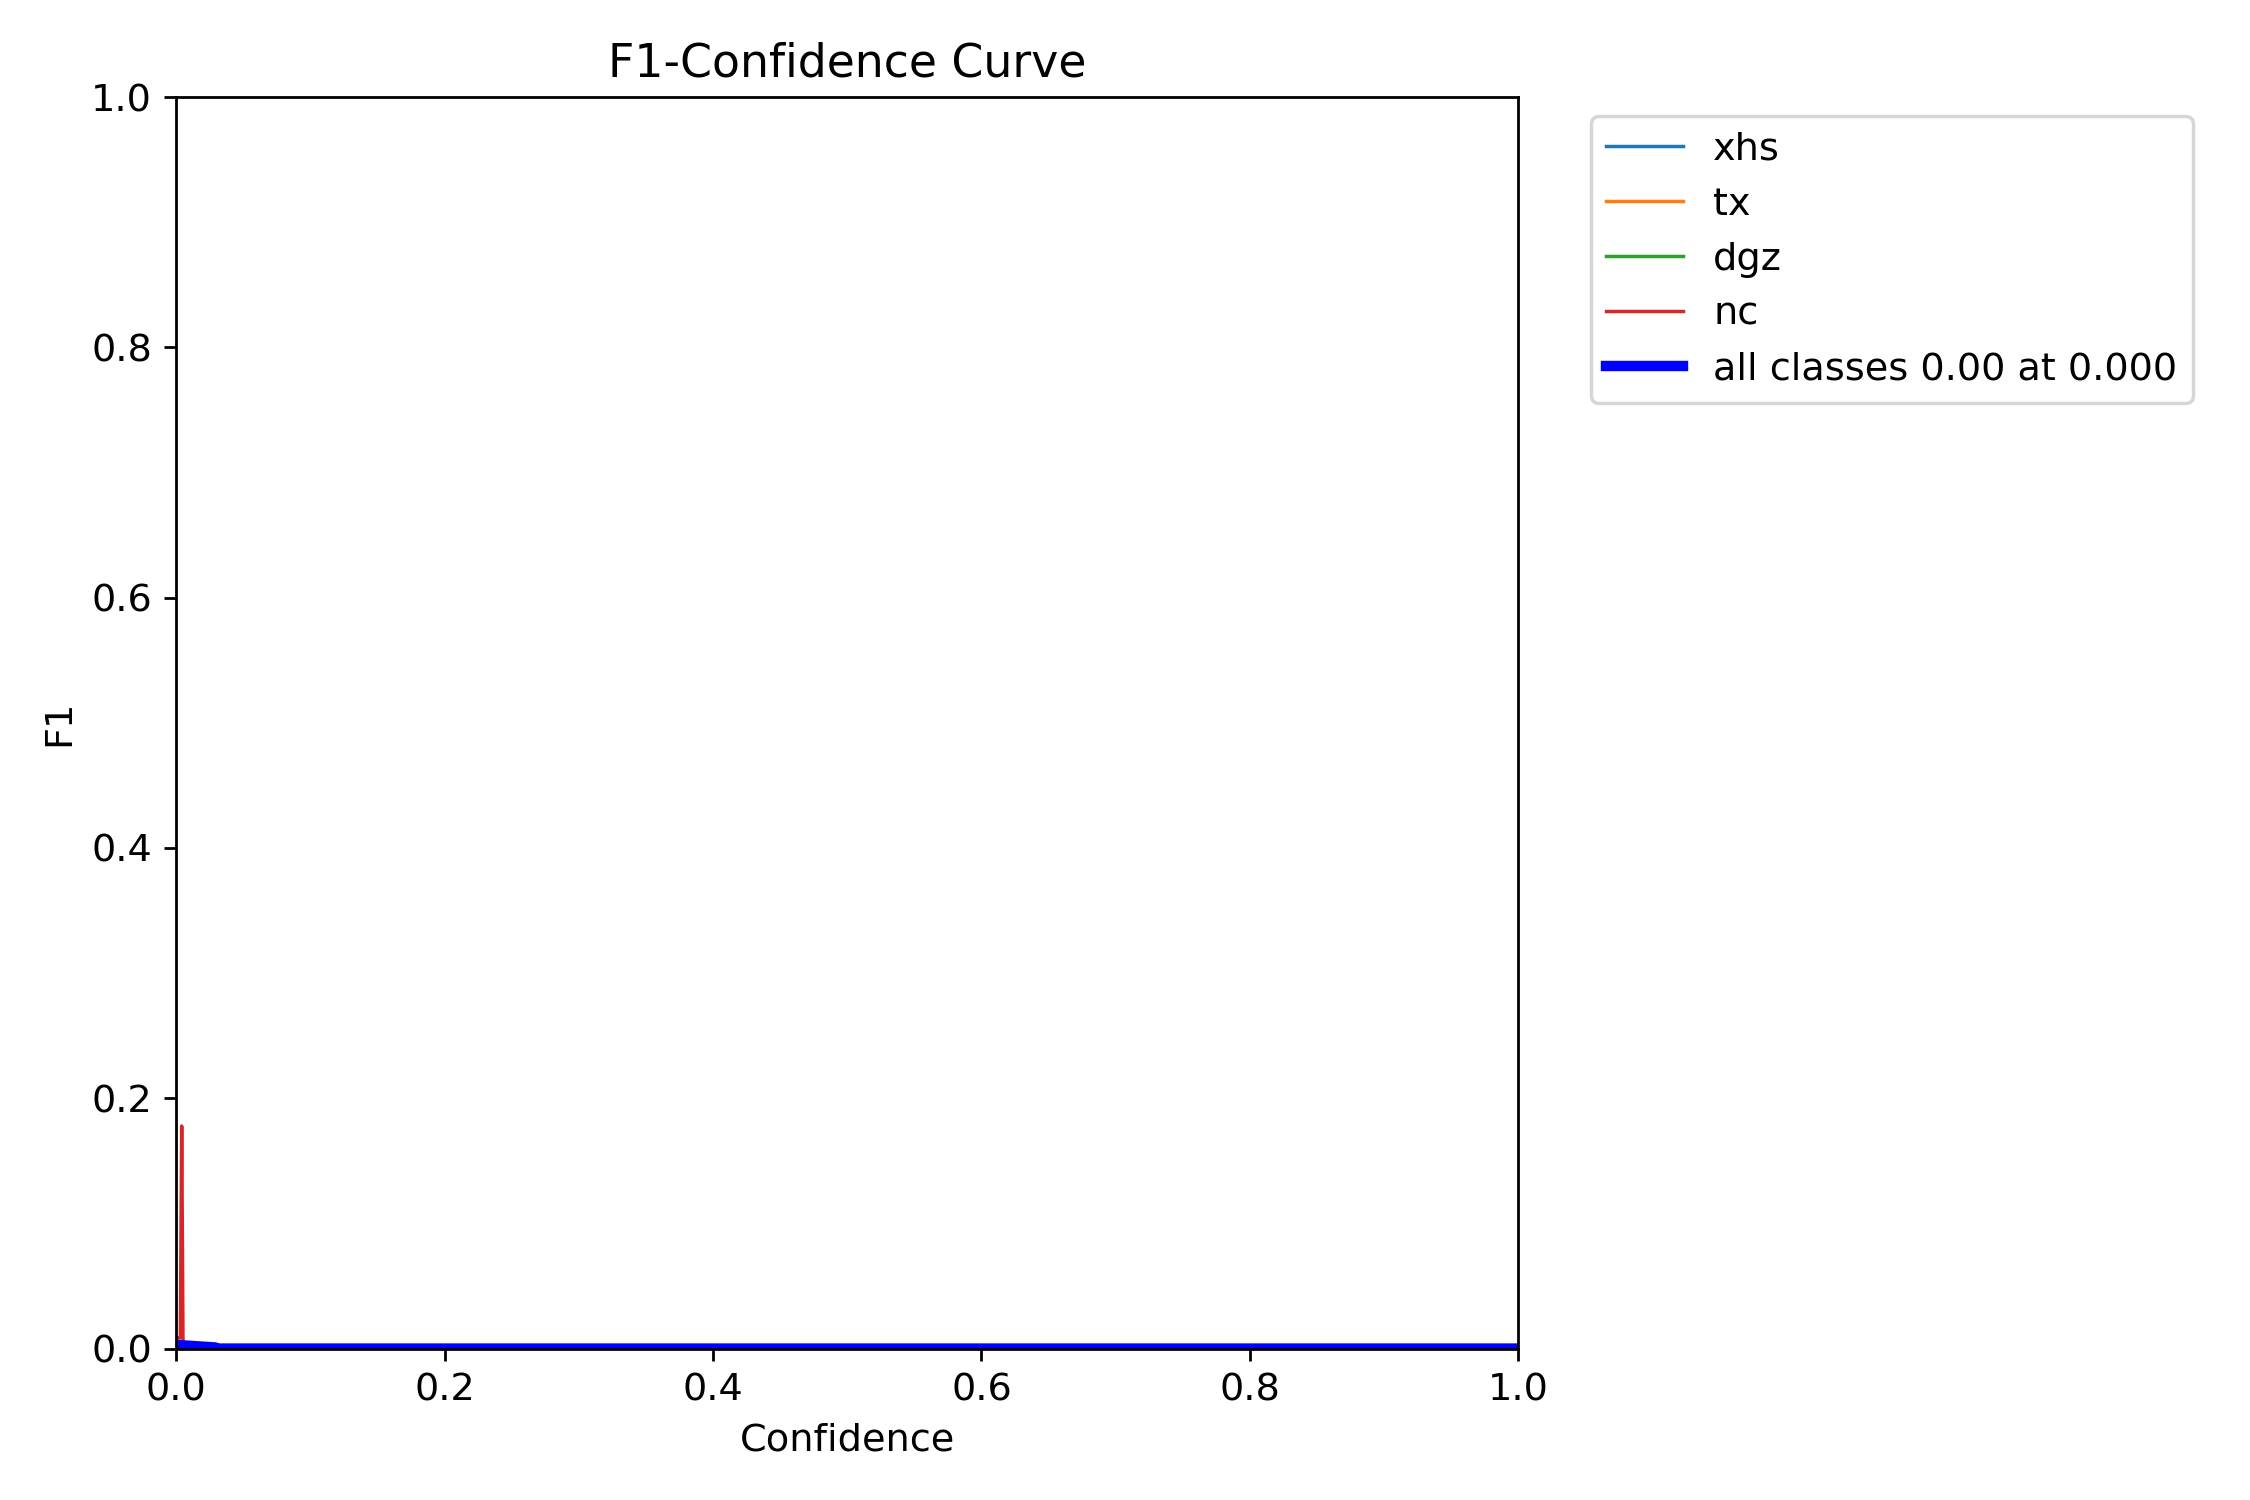 F1-Confidence Curve
1.0
0.8
0.6
0.4
0.2
0.0
F1
0.0 0.2 0.4 0.6 0.8 1.0
Confidence
xhs
tx
dgz
nc
all classes 0.00 at 0.000